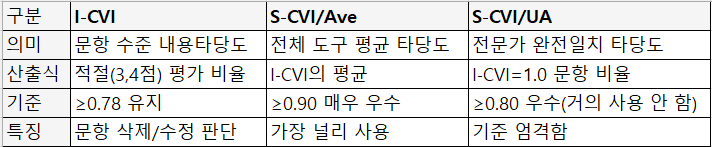 구분 I-CVI S-CVI/Ave S-CVI/UA
의미 문항 수준 내용타당도 전체 도구 평균 타당도 전문가 완전일치 타당도
산출식 적절(3,4점) 평가 비율 I-CVI의 평균 I-CVI=1.0 문항 비율
기준 ≥0.78 유지 ≥0.90 매우 우수 ≥0.80 우수(거의 사용 안 함)
특징 문항 삭제/수정 판단 가장 널리 사용 기준 엄격함